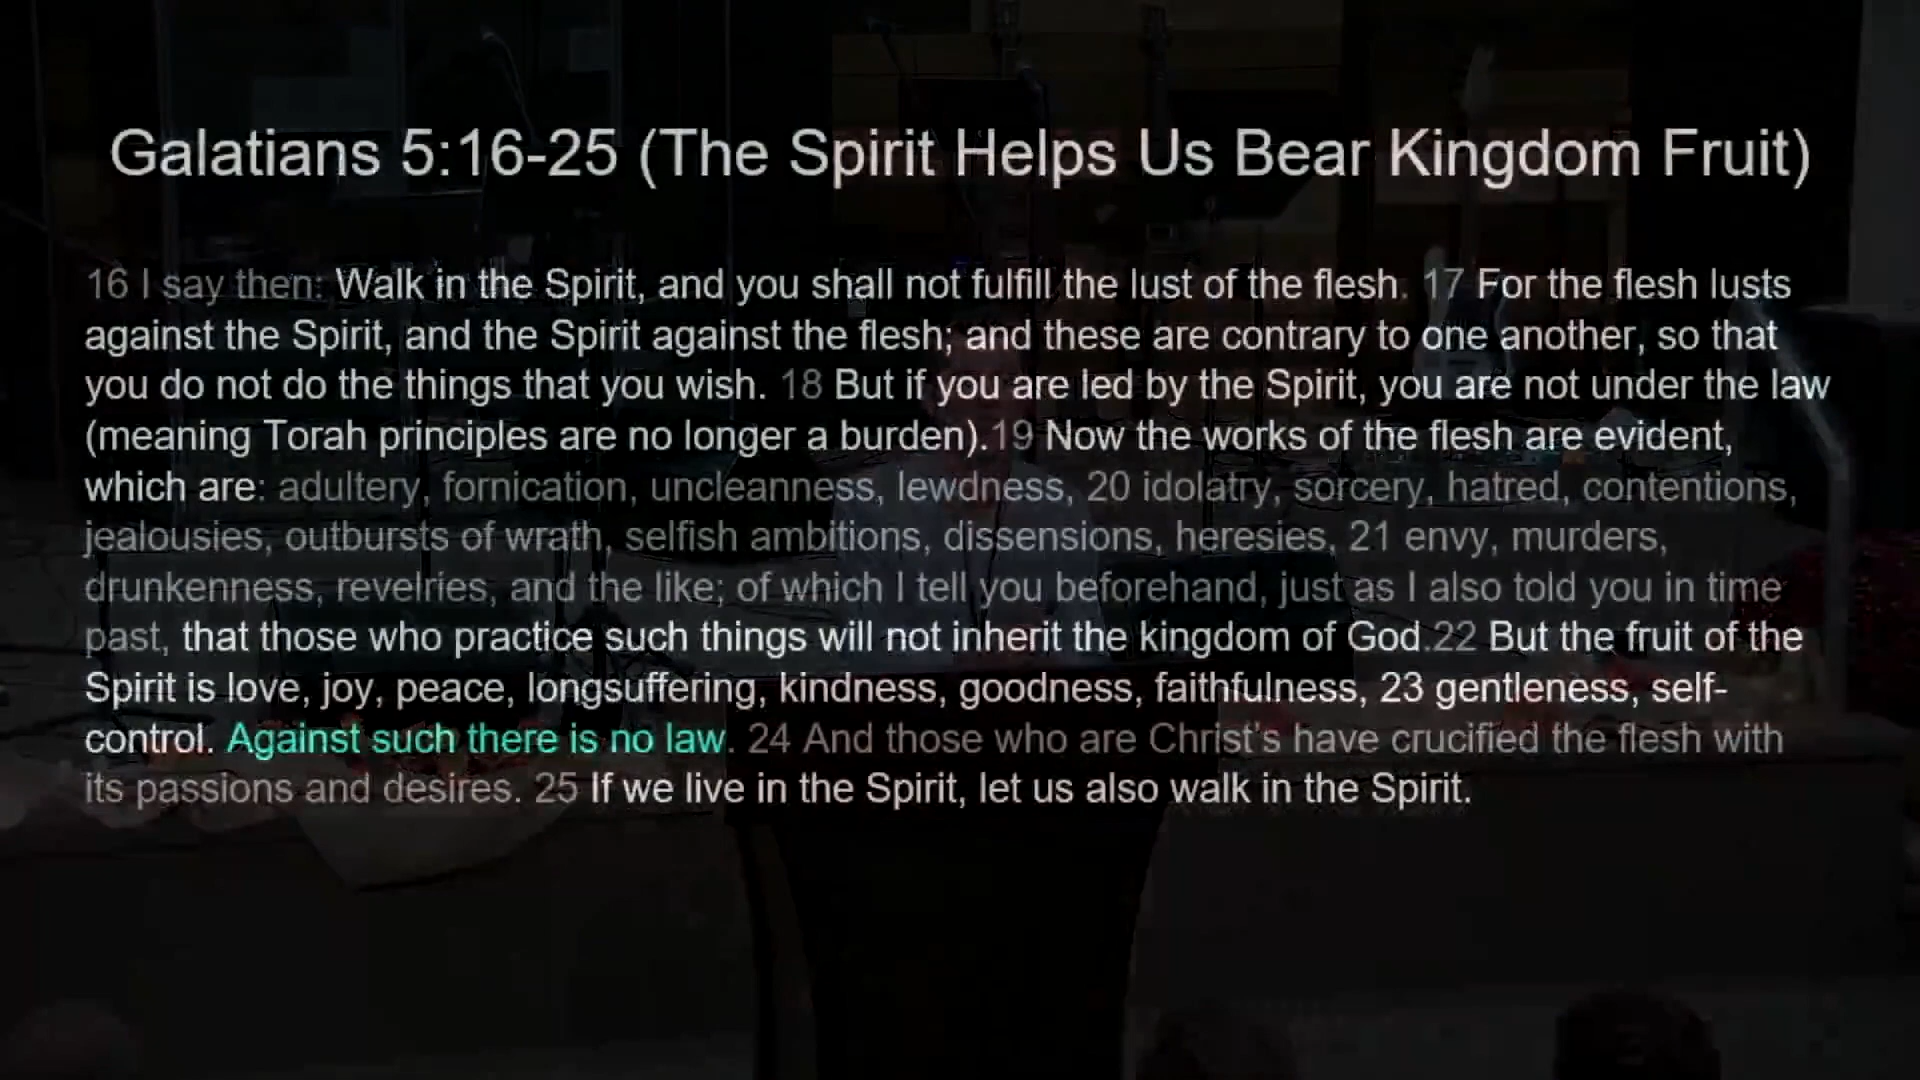 Galatians 5:16-25 (The Spirit Helps Us Bear Kingdom Fruit)
16 I say then: Walk in the Spirit, and you shall not fulfill the lust of the flesh. 17 For the flesh lusts
against the Spirit, and the Spirit against the flesh; and these are contrary to one another, so that
you do not do the things that you wish. 18 But if you are led by the Spirit, you are not under the law
(meaning Torah principles are no longer a burden).19 Now the works of the flesh are evident,
which are: adultery, fornication, uncleanness, lewdness, 20 idolatry, sorcery, hatred, contentions,
jealousies, outbursts of wrath, selfish ambitions, dissensions, heresies, 21 envy, murders,
drunkenness, revelries, and the like; of which I tell you beforehand, just as I also told you in time
past, that those who practice such things will not inherit the kingdom of God.22 But the fruit of the
Spirit is love, joy, peace, longsuffering, kindness, goodness, faithfulness, 23 gentleness, self-
control. Against such there is no law. 24 And those who are Christ's have crucified the flesh with
its passions and desires. 25 If we live in the Spirit, let us also walk in the Spirit.